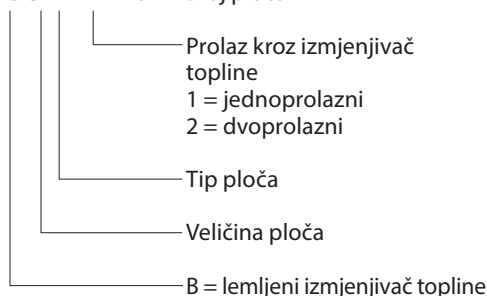 Prolaz kroz izmjenjivač
topline
1 = jednoprolazni
2 = dvoprolazni
Tip ploča
Veličina ploča
B = lemljeni izmjenjivač topline